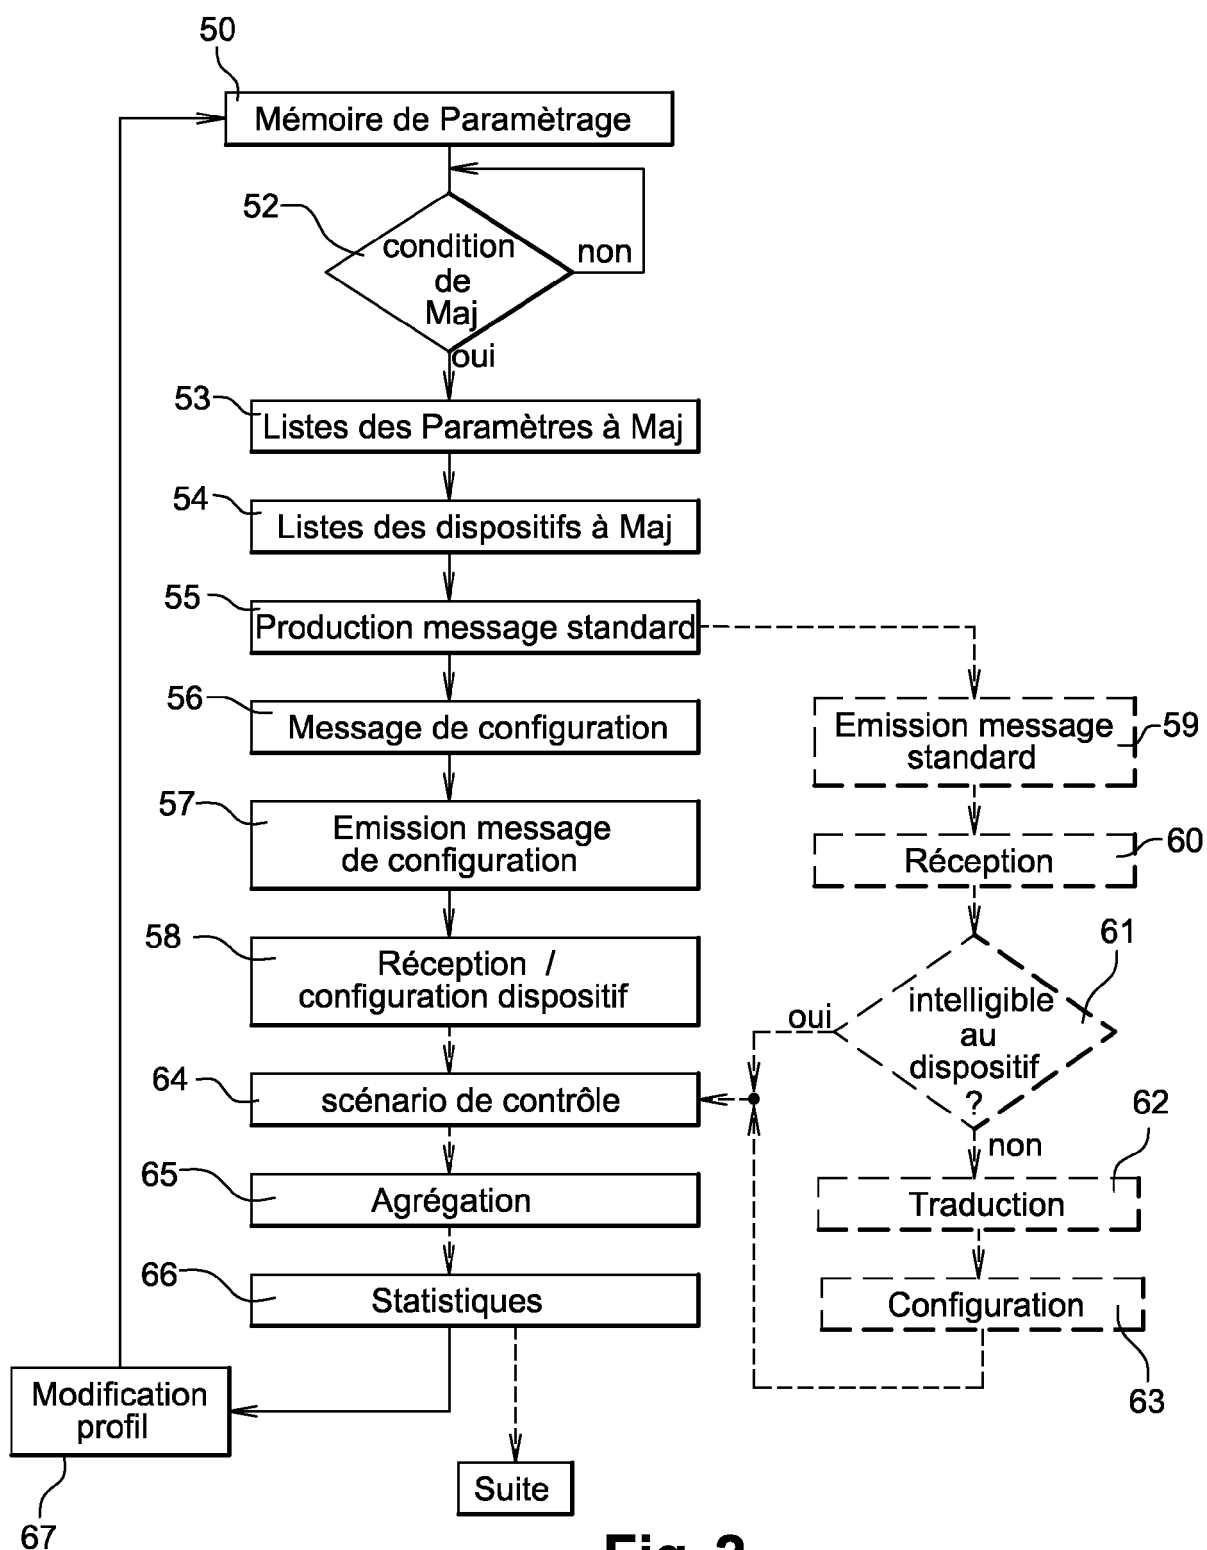 50
Mémoire de Paramètrage
52
condition
de
Maj
non
oui
53
Listes des Paramètres à Maj
54
Listes des dispositifs à Maj
55
Production message standard
56
Message de configuration
59
Emission message
standard
57
Emission message
de configuration
60
Réception
58
Réception /
configuration dispositif
61
intelligible
au
dispositif
?
oui
non
64
scénario de contrôle
62
Traduction
65
Agrégation
63
Configuration
66
Statistiques
Modification
profil
67
Suite